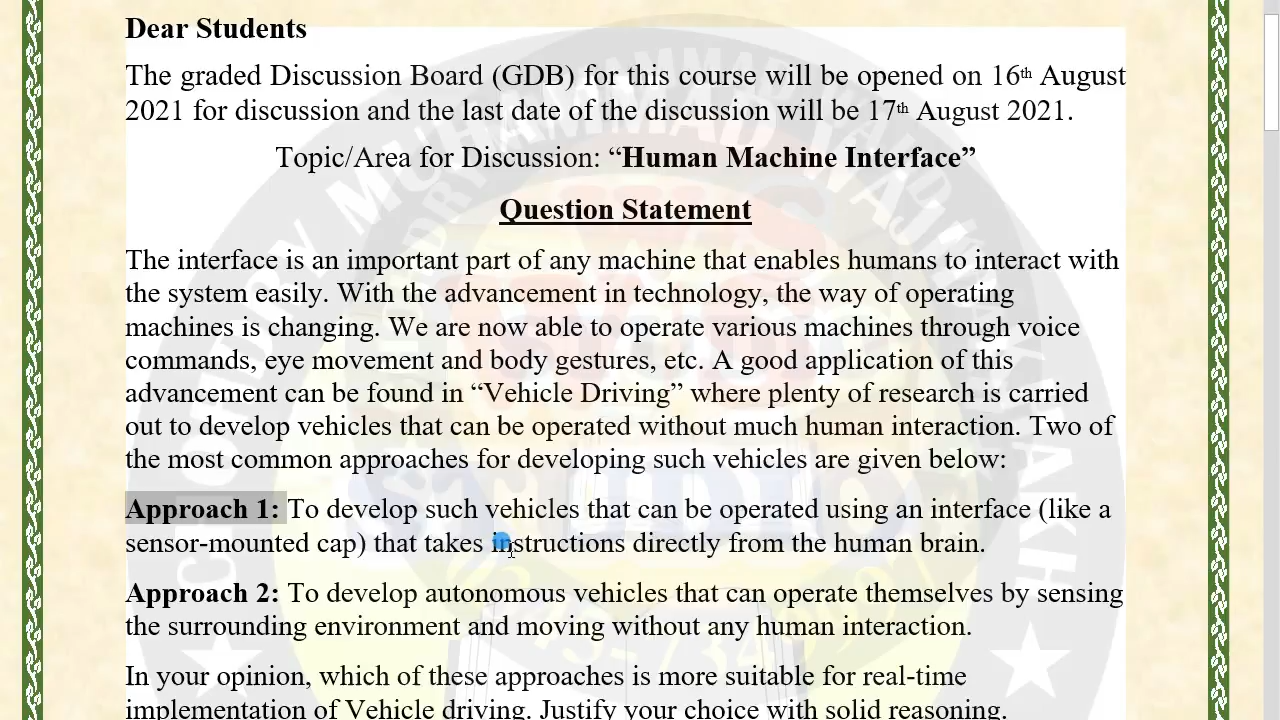 Dear Students
The graded Discussion Board (GDB) for this course will be opened on 16th August
2021 for discussion and the last date of the discussion will be 17th August 2021.
Topic/Area for Discussion: “Human Machine Interface”
Question Statement
The interface is an important part of any machine that enables humans to interact with
the system easily. With the advancement in technology, the way of operating
machines is changing. We are now able to operate various machines through voice
commands, eye movement and body gestures, etc. A good application of this
advancement can be found in “Vehicle Driving” where plenty of research is carried
out to develop vehicles that can be operated without much human interaction. Two of
the most common approaches for developing such vehicles are given below:
Approach 1: To develop such vehicles that can be operated using an interface (like a
sensor-mounted cap) that takes instructions directly from the human brain.
Approach 2: To develop autonomous vehicles that can operate themselves by sensing
the surrounding environment and moving without any human interaction.
In your opinion, which of these approaches is more suitable for real-time
implementation of Vehicle driving. Justify your choice with solid reasoning.